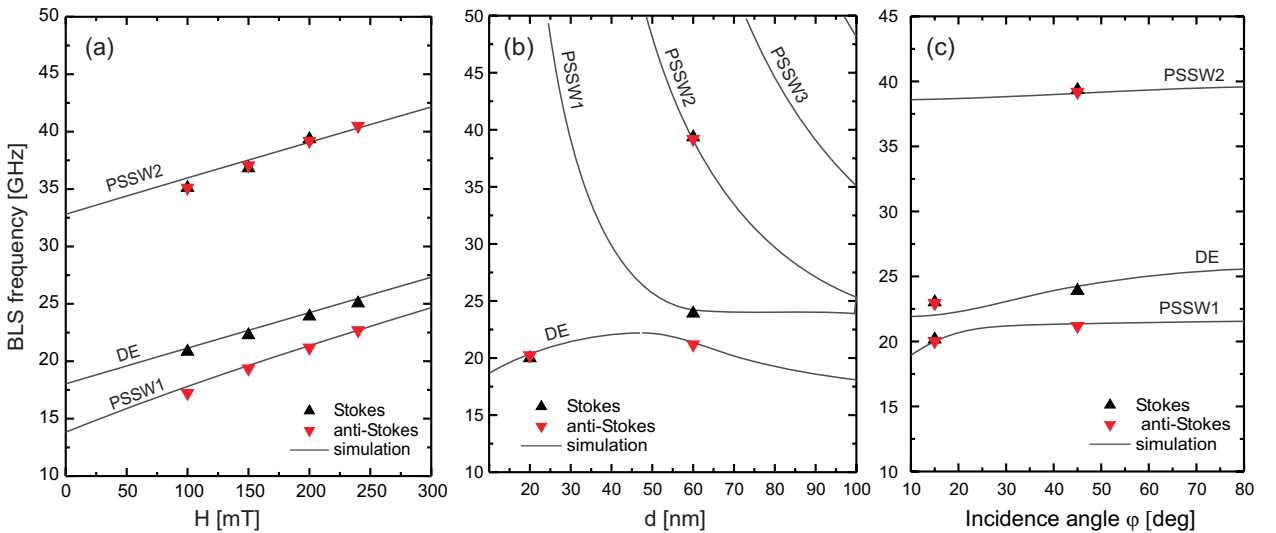 (a)
BLS frequency [GHz]
50
45
40
35
30
25
20
15
10
PSSW2
DE
PSSW1
Stokes
anti-Stokes
simulation
0
50
100
150
200
250
300
H [mT]
(b)
50
45
40
35
30
25
20
15
10
PSSW1
PSSW2
PSSW3
DE
Stokes
anti-Stokes
simulation
20
30
40
50
60
70
80
90
100
d [nm]
(c)
45
40
35
30
25
20
15
10
PSSW2
DE
PSSW1
Stokes
anti-Stokes
simulation
10
20
30
40
50
60
70
80
Incidence angle φ [deg]